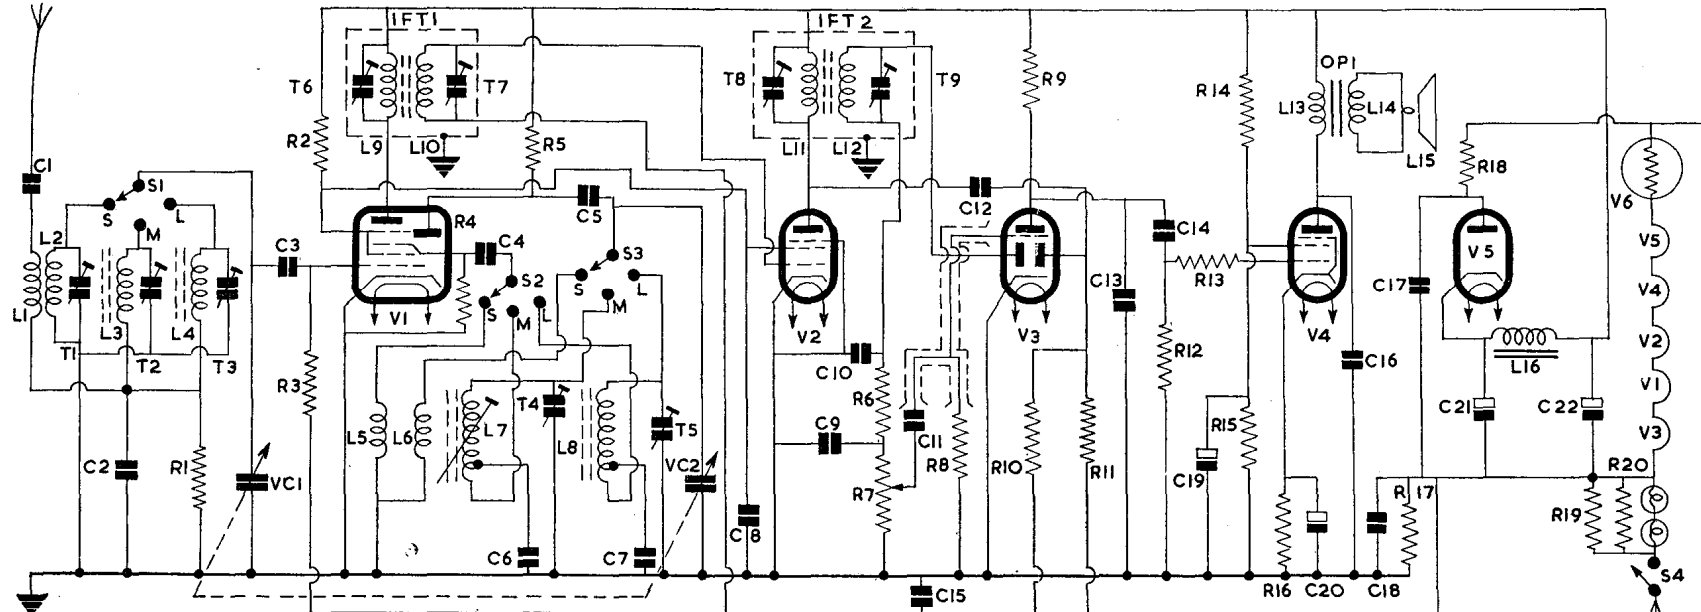 IFT1
IFT2
OP1
T6
T7
T8
T9
R9
R14
L13
L14
R2
L9
L10
R5
L11
L12
L15
R18
C1
S1
S
L
M
C5
R4
C12
C14
V6
L2
C3
C4
S3
S
L
M
S2
S
L
M
C13
R13
C17
V5
V5
V4
L1
L3
L4
T1
T2
T3
V1
V2
V3
V4
V2
L16
R3
C10
R12
C16
V1
R6
L5
L6
L7
T4
L8
T5
C9
C11
R8
R10
R11
R15
C21
C22
V3
C2
R1
VC1
VC2
R7
C19
R17
R20
R19
C8
C6
C7
C15
R16
C20
C18
S4